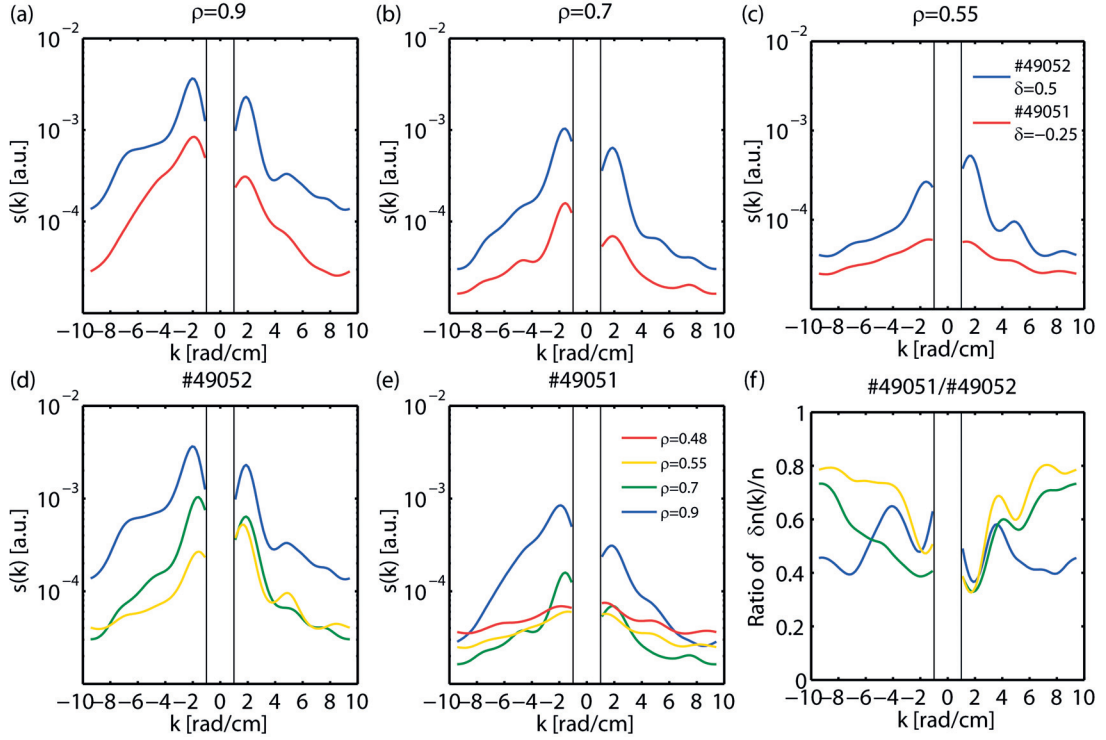 (a) ρ=0.9
10⁻²
10⁻³
10⁻⁴
s(k) [a.u.]
−10−8 −6 −4 −2 0 2 4 6 8 10
k [rad/cm]
(b) ρ=0.7
10⁻²
10⁻³
10⁻⁴
s(k) [a.u.]
−10−8 −6 −4 −2 0 2 4 6 8 10
k [rad/cm]
(c) ρ=0.55
10⁻²
10⁻³
10⁻⁴
s(k) [a.u.]
#49052
δ=0.5
#49051
δ=−0.25
−10−8 −6 −4 −2 0 2 4 6 8 10
k [rad/cm]
(d) #49052
10⁻²
10⁻³
10⁻⁴
s(k) [a.u.]
−10−8 −6 −4 −2 0 2 4 6 8 10
k [rad/cm]
(e) #49051
10⁻²
10⁻³
10⁻⁴
s(k) [a.u.]
ρ=0.48
ρ=0.55
ρ=0.7
ρ=0.9
−10−8 −6 −4 −2 0 2 4 6 8 10
k [rad/cm]
(f) #49051/#49052
1
0.8
0.6
0.4
0.2
0
Ratio of δn(k)/n
−10−8 −6 −4 −2 0 2 4 6 8 10
k [rad/cm]